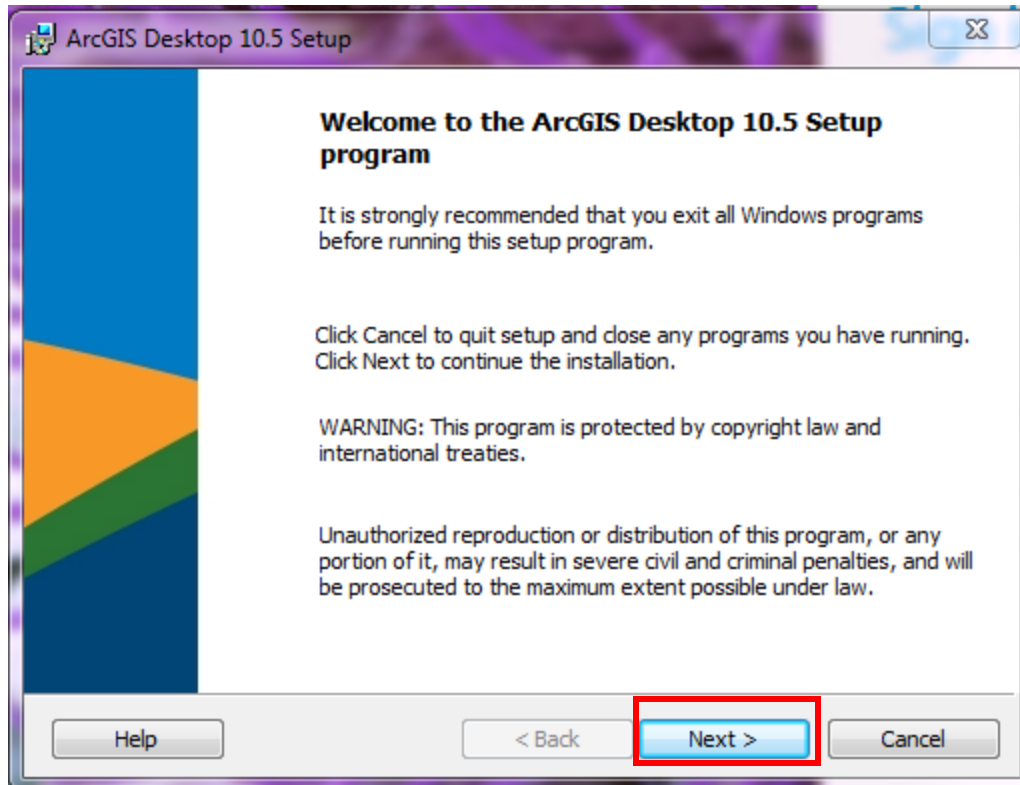 ArcGIS Desktop 10.5 Setup
Welcome to the ArcGIS Desktop 10.5 Setup
program
It is strongly recommended that you exit all Windows programs
before running this setup program.
Click Cancel to quit setup and close any programs you have running.
Click Next to continue the installation.
WARNING: This program is protected by copyright law and
international treaties.
Unauthorized reproduction or distribution of this program, or any
portion of it, may result in severe civil and criminal penalties, and will
be prosecuted to the maximum extent possible under law.
Help
< Back
Next >
Cancel